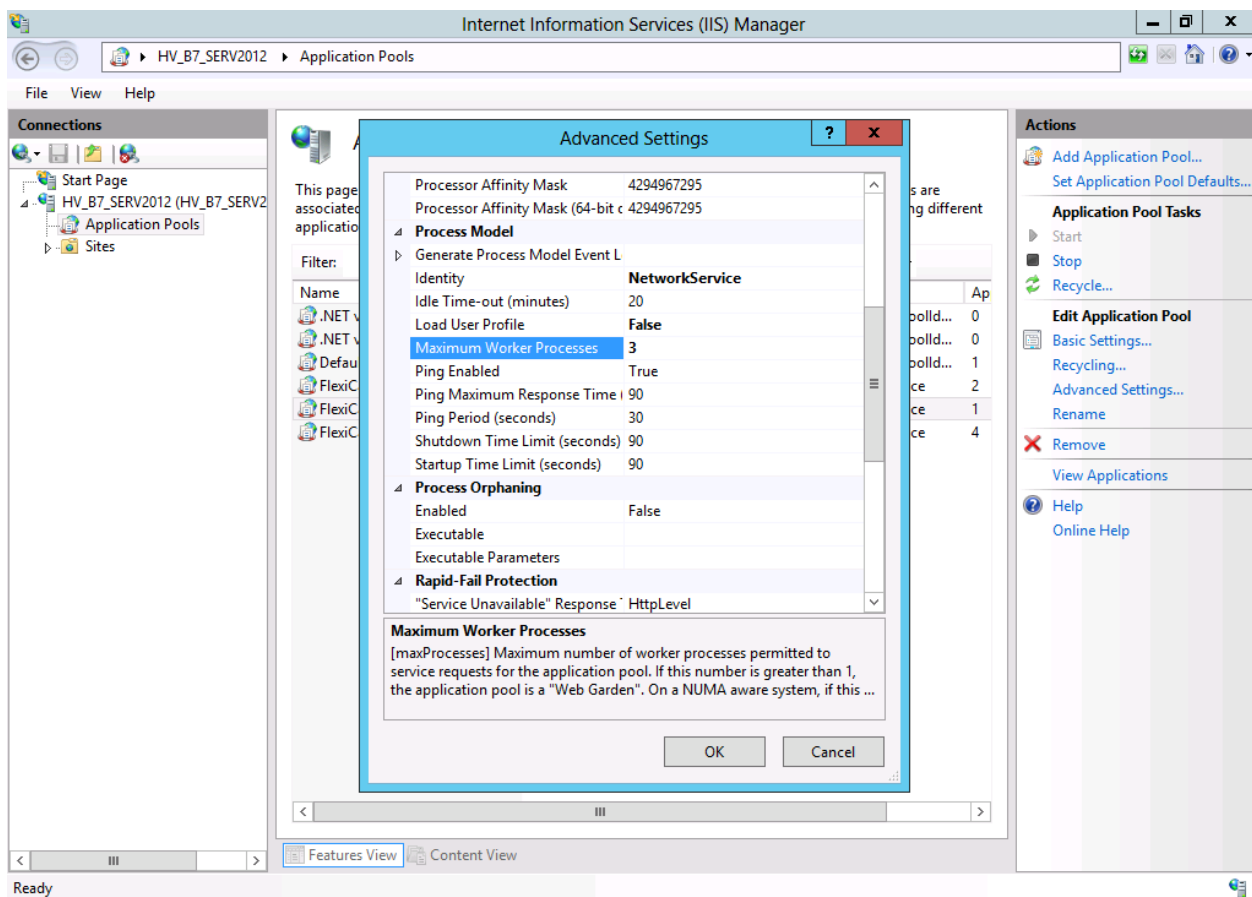 Internet Information Services (IIS) Manager
HV_B7_SERV2012 Application Pools
File View Help
Connections
Start Page
HV_B7_SERV2012 (HV_B7_SERV2
Application Pools
Sites
A
This page
associated
applicatio
s are
ng different
Filter:
Name
Ap
.NET v
oolId...
0
.NET v
oolId...
0
Defau
oolId...
1
FlexiC
ce
2
FlexiC
ce
1
FlexiC
ce
4
Advanced Settings
Processor Affinity Mask 4294967295
Processor Affinity Mask (64-bit c 4294967295
Process Model
Generate Process Model Event L
Identity NetworkService
Idle Time-out (minutes) 20
Load User Profile False
Maximum Worker Processes 3
Ping Enabled True
Ping Maximum Response Time ( 90
Ping Period (seconds) 30
Shutdown Time Limit (seconds) 90
Startup Time Limit (seconds) 90
Process Orphaning
Enabled False
Executable
Executable Parameters
Rapid-Fail Protection
"Service Unavailable" Response HttpLevel
Maximum Worker Processes
[maxProcesses] Maximum number of worker processes permitted to
service requests for the application pool. If this number is greater than 1,
the application pool is a "Web Garden". On a NUMA aware system, if this ...
OK Cancel
Features View Content View
Actions
Add Application Pool...
Set Application Pool Defaults...
Application Pool Tasks
Start
Stop
Recycle...
Edit Application Pool
Basic Settings...
Recycling...
Advanced Settings...
Rename
Remove
View Applications
Help
Online Help
Ready